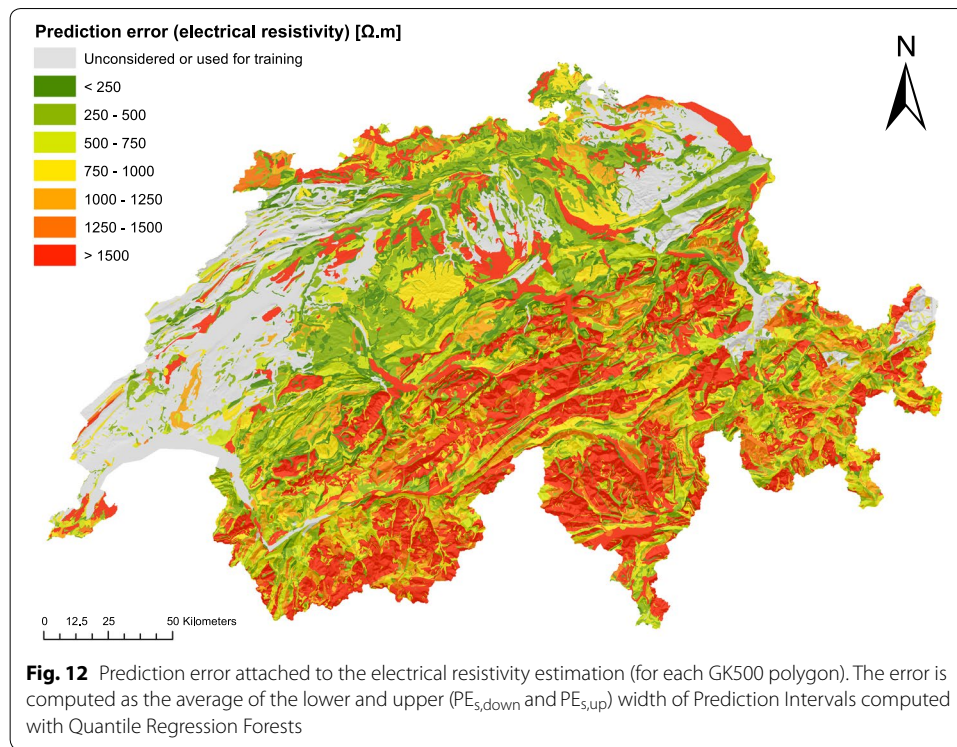 Prediction error (electrical resistivity) [Ω.m]
Unconsidered or used for training
< 250
250 - 500
500 - 750
750 - 1000
1000 - 1250
1250 - 1500
> 1500
N
0 12.5 25 50 Kilometers
Fig. 12 Prediction error attached to the electrical resistivity estimation (for each GK500 polygon). The error is
computed as the average of the lower and upper (PEs,down and PEs,up) width of Prediction Intervals computed
with Quantile Regression Forests